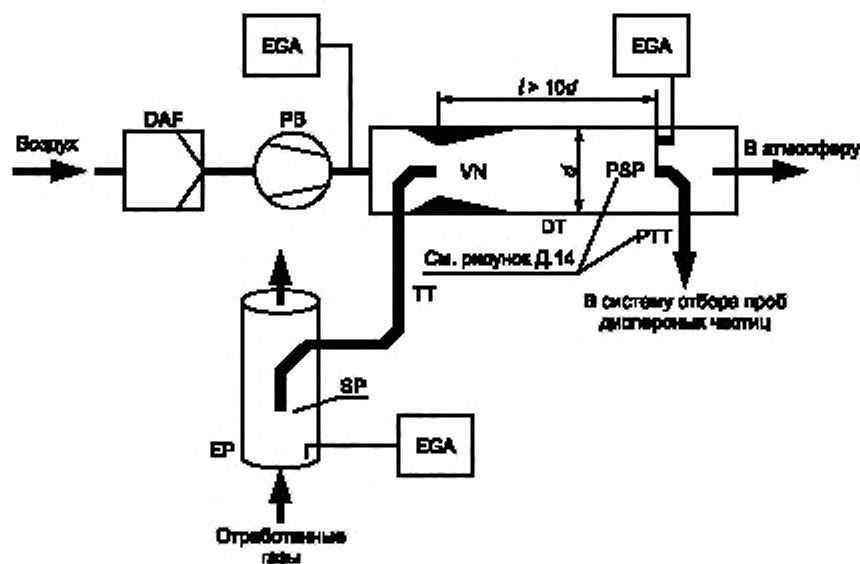 EGA
EGA
l > 10d
DAF
PB
Воздух
В атмосферу
VN
d
PSP
DT
PTT
См. рисунок Д.14
TT
В систему отбора проб
дисперсных частиц
SP
EP
EGA
Отработанные
газы